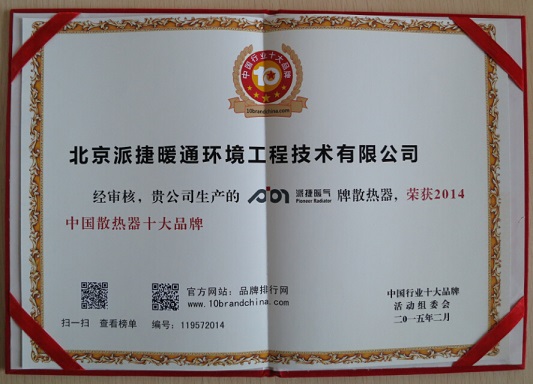 中国行业十大品牌
10
10brandchina.com
北京派捷暖通环境工程技术有限公司
经审核，贵公司生产的 派捷暖气 Pioneer Radiator 牌散热器，荣获2014
中国散热器十大品牌
官方网站：品牌排行网
www.10brandchina.com
扫一扫 查看榜单 编号：119572014
中国行业十大品牌
活动组委会
二〇一五年二月